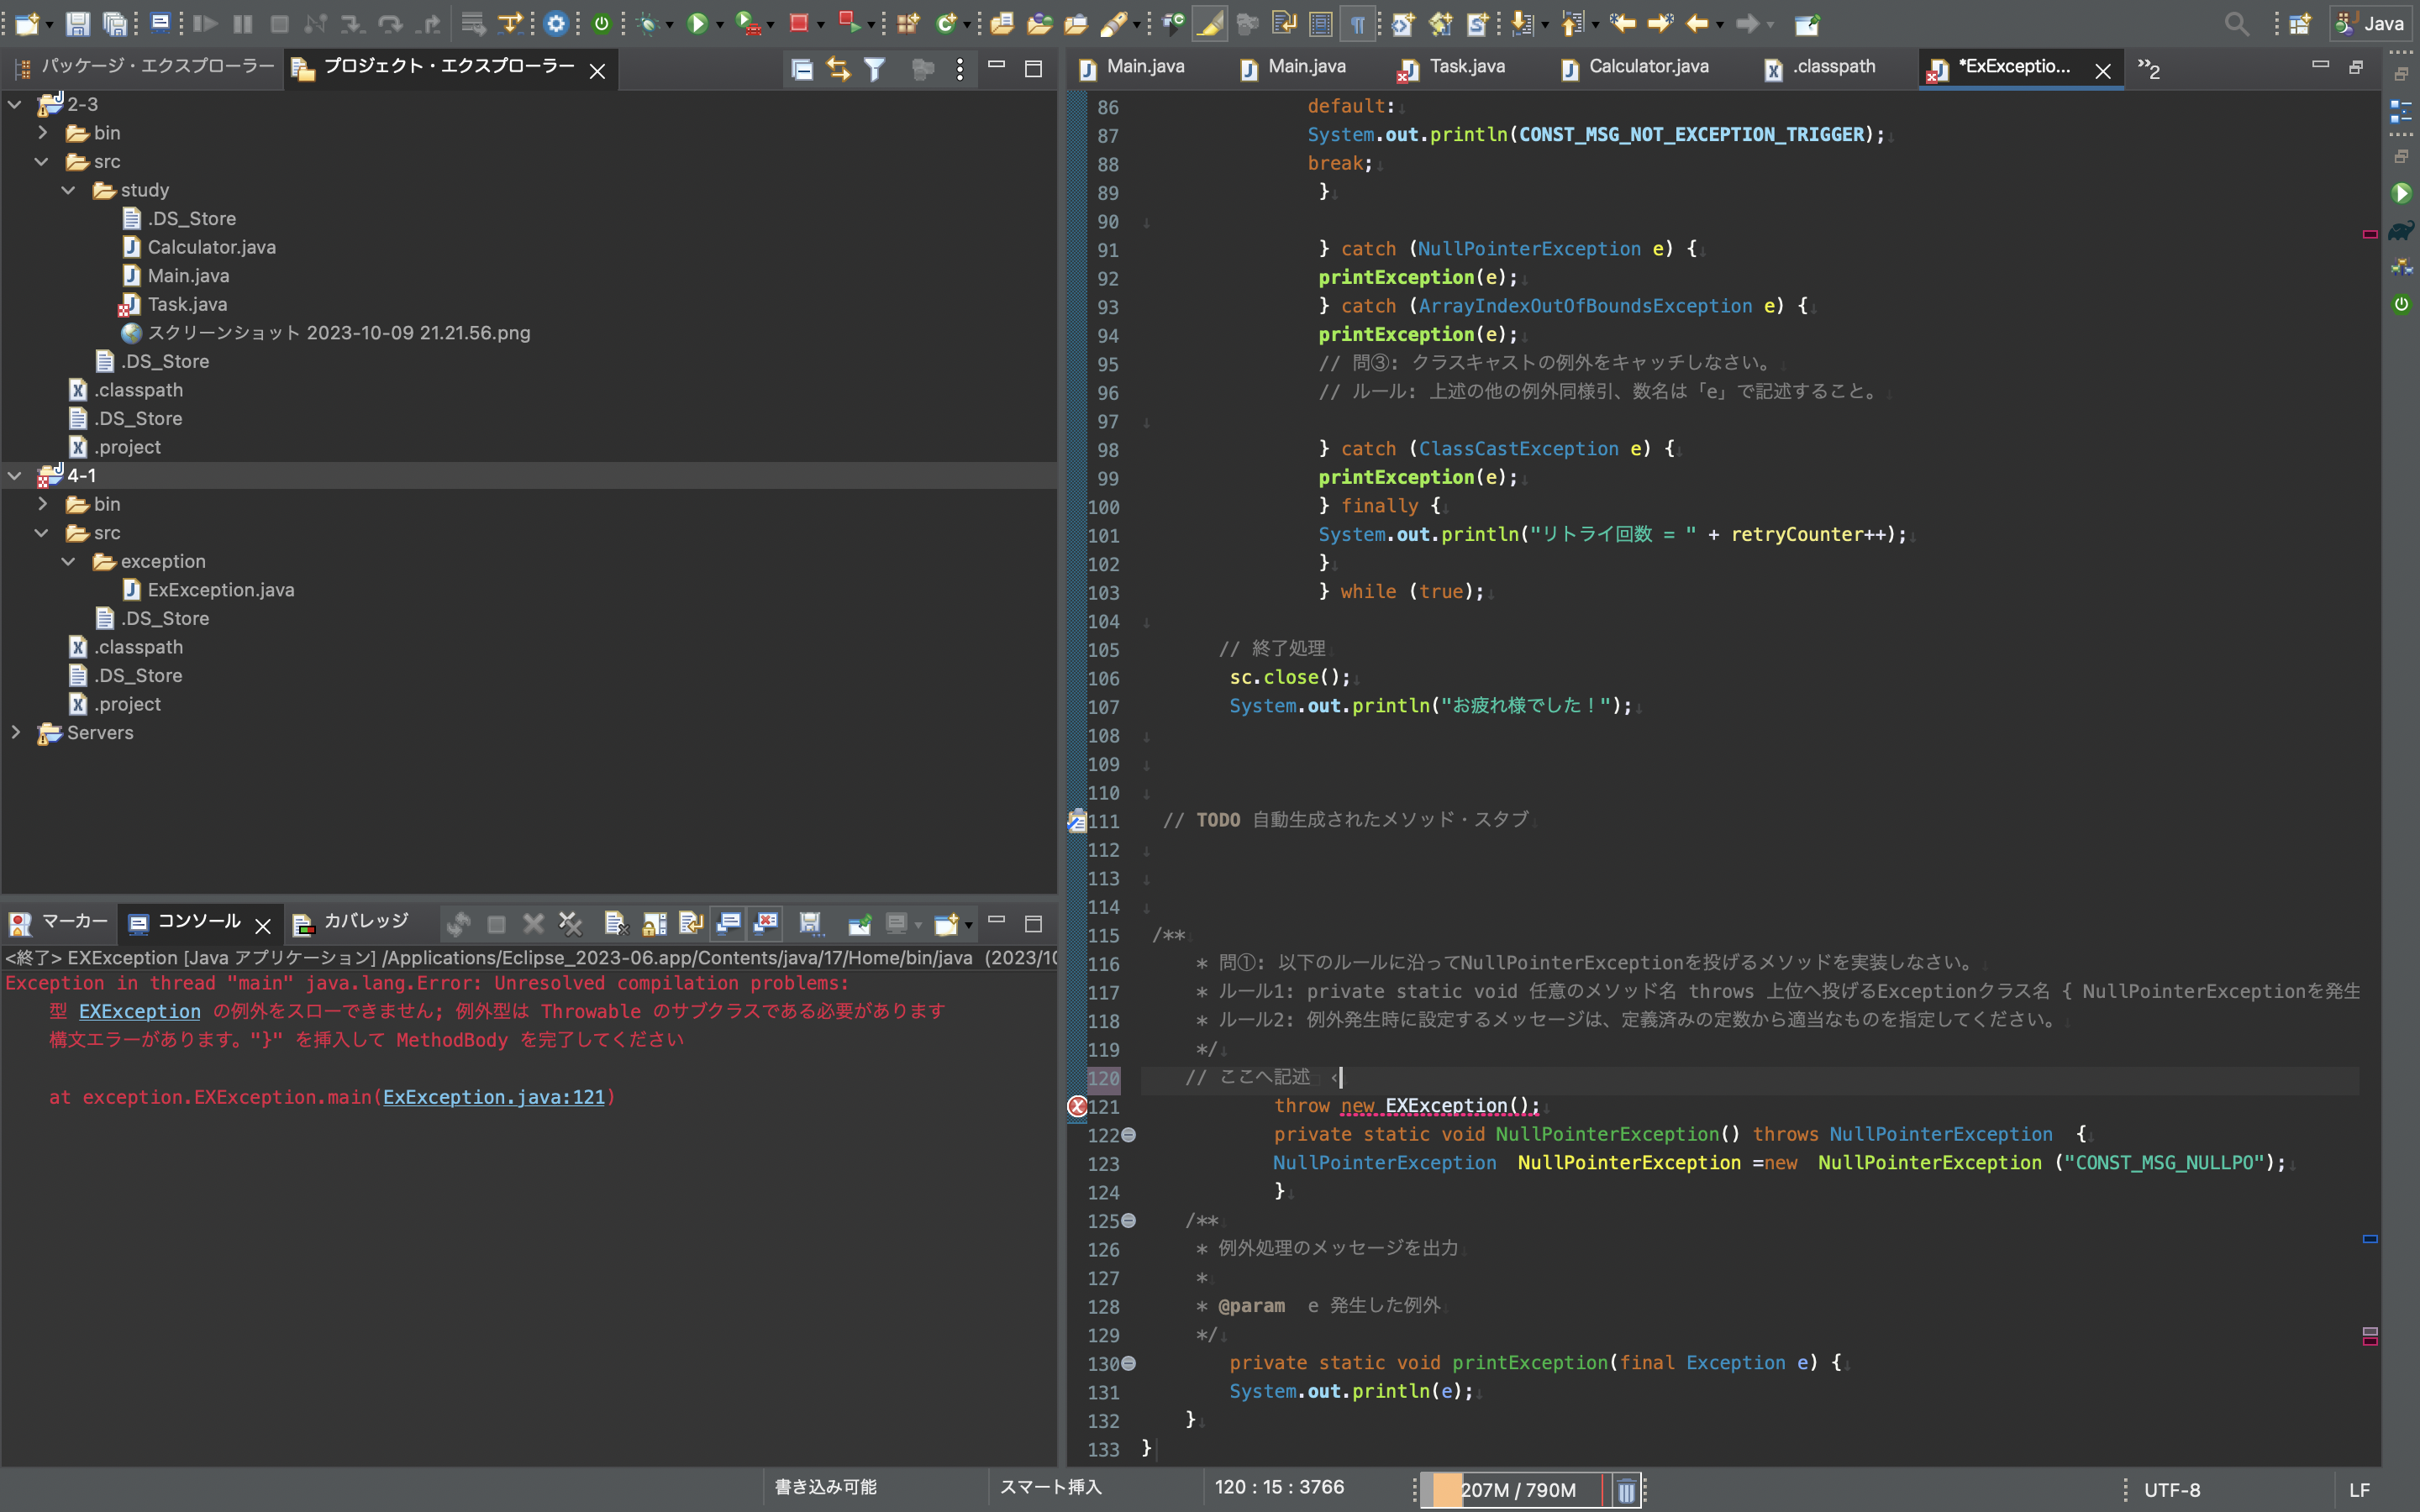 Java
パッケージ・エクスプローラー
プロジェクト・エクスプローラー
2-3
bin
src
study
.DS_Store
Calculator.java
Main.java
Task.java
スクリーンショット 2023-10-09 21.21.56.png
.DS_Store
.classpath
.DS_Store
.project
4-1
bin
src
exception
ExException.java
.DS_Store
.classpath
.DS_Store
.project
Servers
マーカー
コンソール
カバレッジ
<終了> EXException [Java アプリケーション] /Applications/Eclipse_2023-06.app/Contents/java/17/Home/bin/java (2023/10
Exception in thread "main" java.lang.Error: Unresolved compilation problems:
型 EXException の例外をスローできません; 例外型は Throwable のサブクラスである必要があります
構文エラーがあります。"}" を挿入して MethodBody を完了してください
at exception.EXException.main(ExException.java:121)
Main.java
Main.java
Task.java
Calculator.java
.classpath
*ExExceptio...
»2
86 default:
87 System.out.println(CONST_MSG_NOT_EXCEPTION_TRIGGER);
88 break;
89 }
90
91 } catch (NullPointerException e) {
92 printException(e);
93 } catch (ArrayIndexOutOfBoundsException e) {
94 printException(e);
95 // 問③: クラスキャストの例外をキャッチしなさい。
96 // ルール: 上述の他の例外同様引、数名は「e」で記述すること。
97
98 } catch (ClassCastException e) {
99 printException(e);
100 } finally {
101 System.out.println("リトライ回数 = " + retryCounter++);
102 }
103 } while (true);
104
105 // 終了処理
106 sc.close();
107 System.out.println("お疲れ様でした！");
108
109
110
111 // TODO 自動生成されたメソッド・スタブ
112
113
114
115 /**
116 * 問①: 以下のルールに沿ってNullPointerExceptionを投げるメソッドを実装しなさい。
117 * ルール1: private static void 任意のメソッド名 throws 上位へ投げるExceptionクラス名 { NullPointerExceptionを発生
118 * ルール2: 例外発生時に設定するメッセージは、定義済みの定数から適当なものを指定してください。
119 */
120 // ここへ記述
121 throw new EXException();
122 private static void NullPointerException() throws NullPointerException {
123 NullPointerException NullPointerException =new NullPointerException ("CONST_MSG_NULLPO");
124 }
125 /**
126 * 例外処理のメッセージを出力
127 *
128 * @param e 発生した例外
129 */
130 private static void printException(final Exception e) {
131 System.out.println(e);
132 }
133 }
書き込み可能
スマート挿入
120 : 15 : 3766
207M / 790M
UTF-8
LF